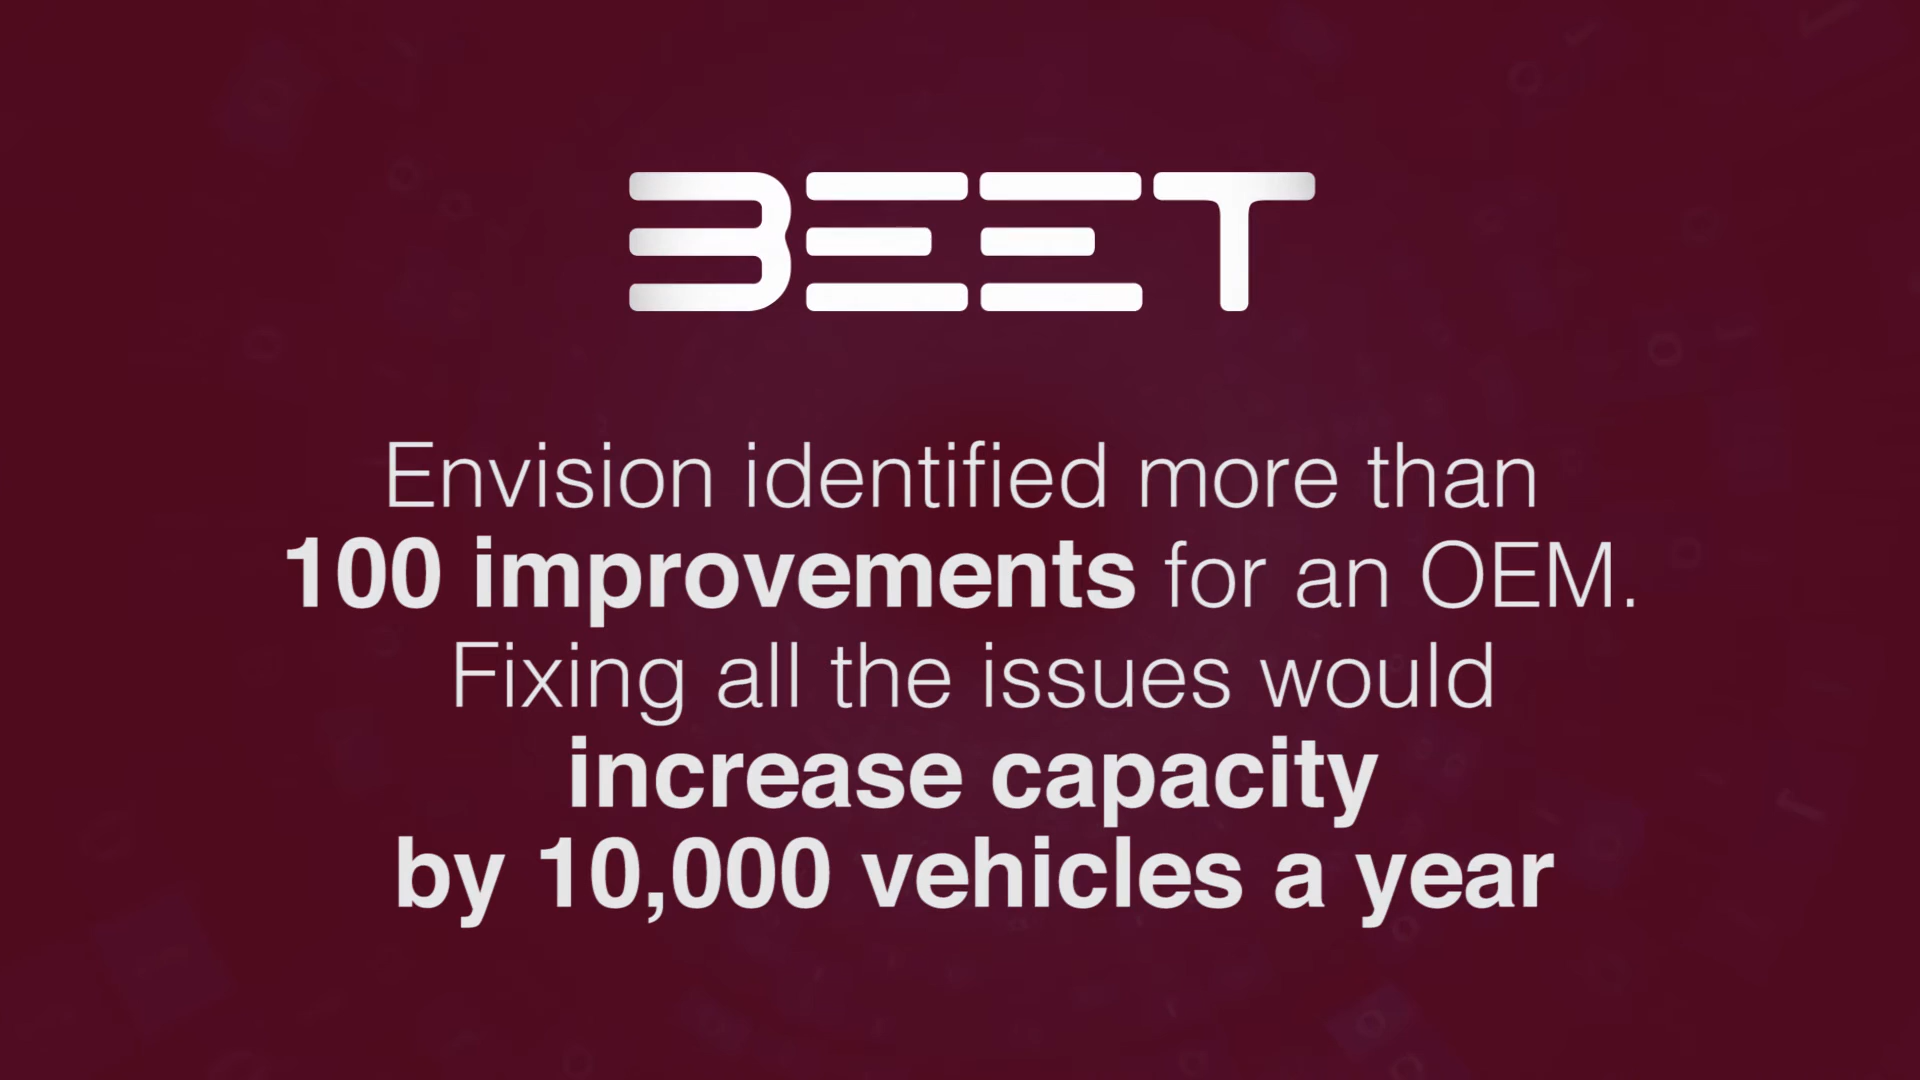 BEET
Envision identified more than
100 improvements for an OEM.
Fixing all the issues would
increase capacity
by 10,000 vehicles a year